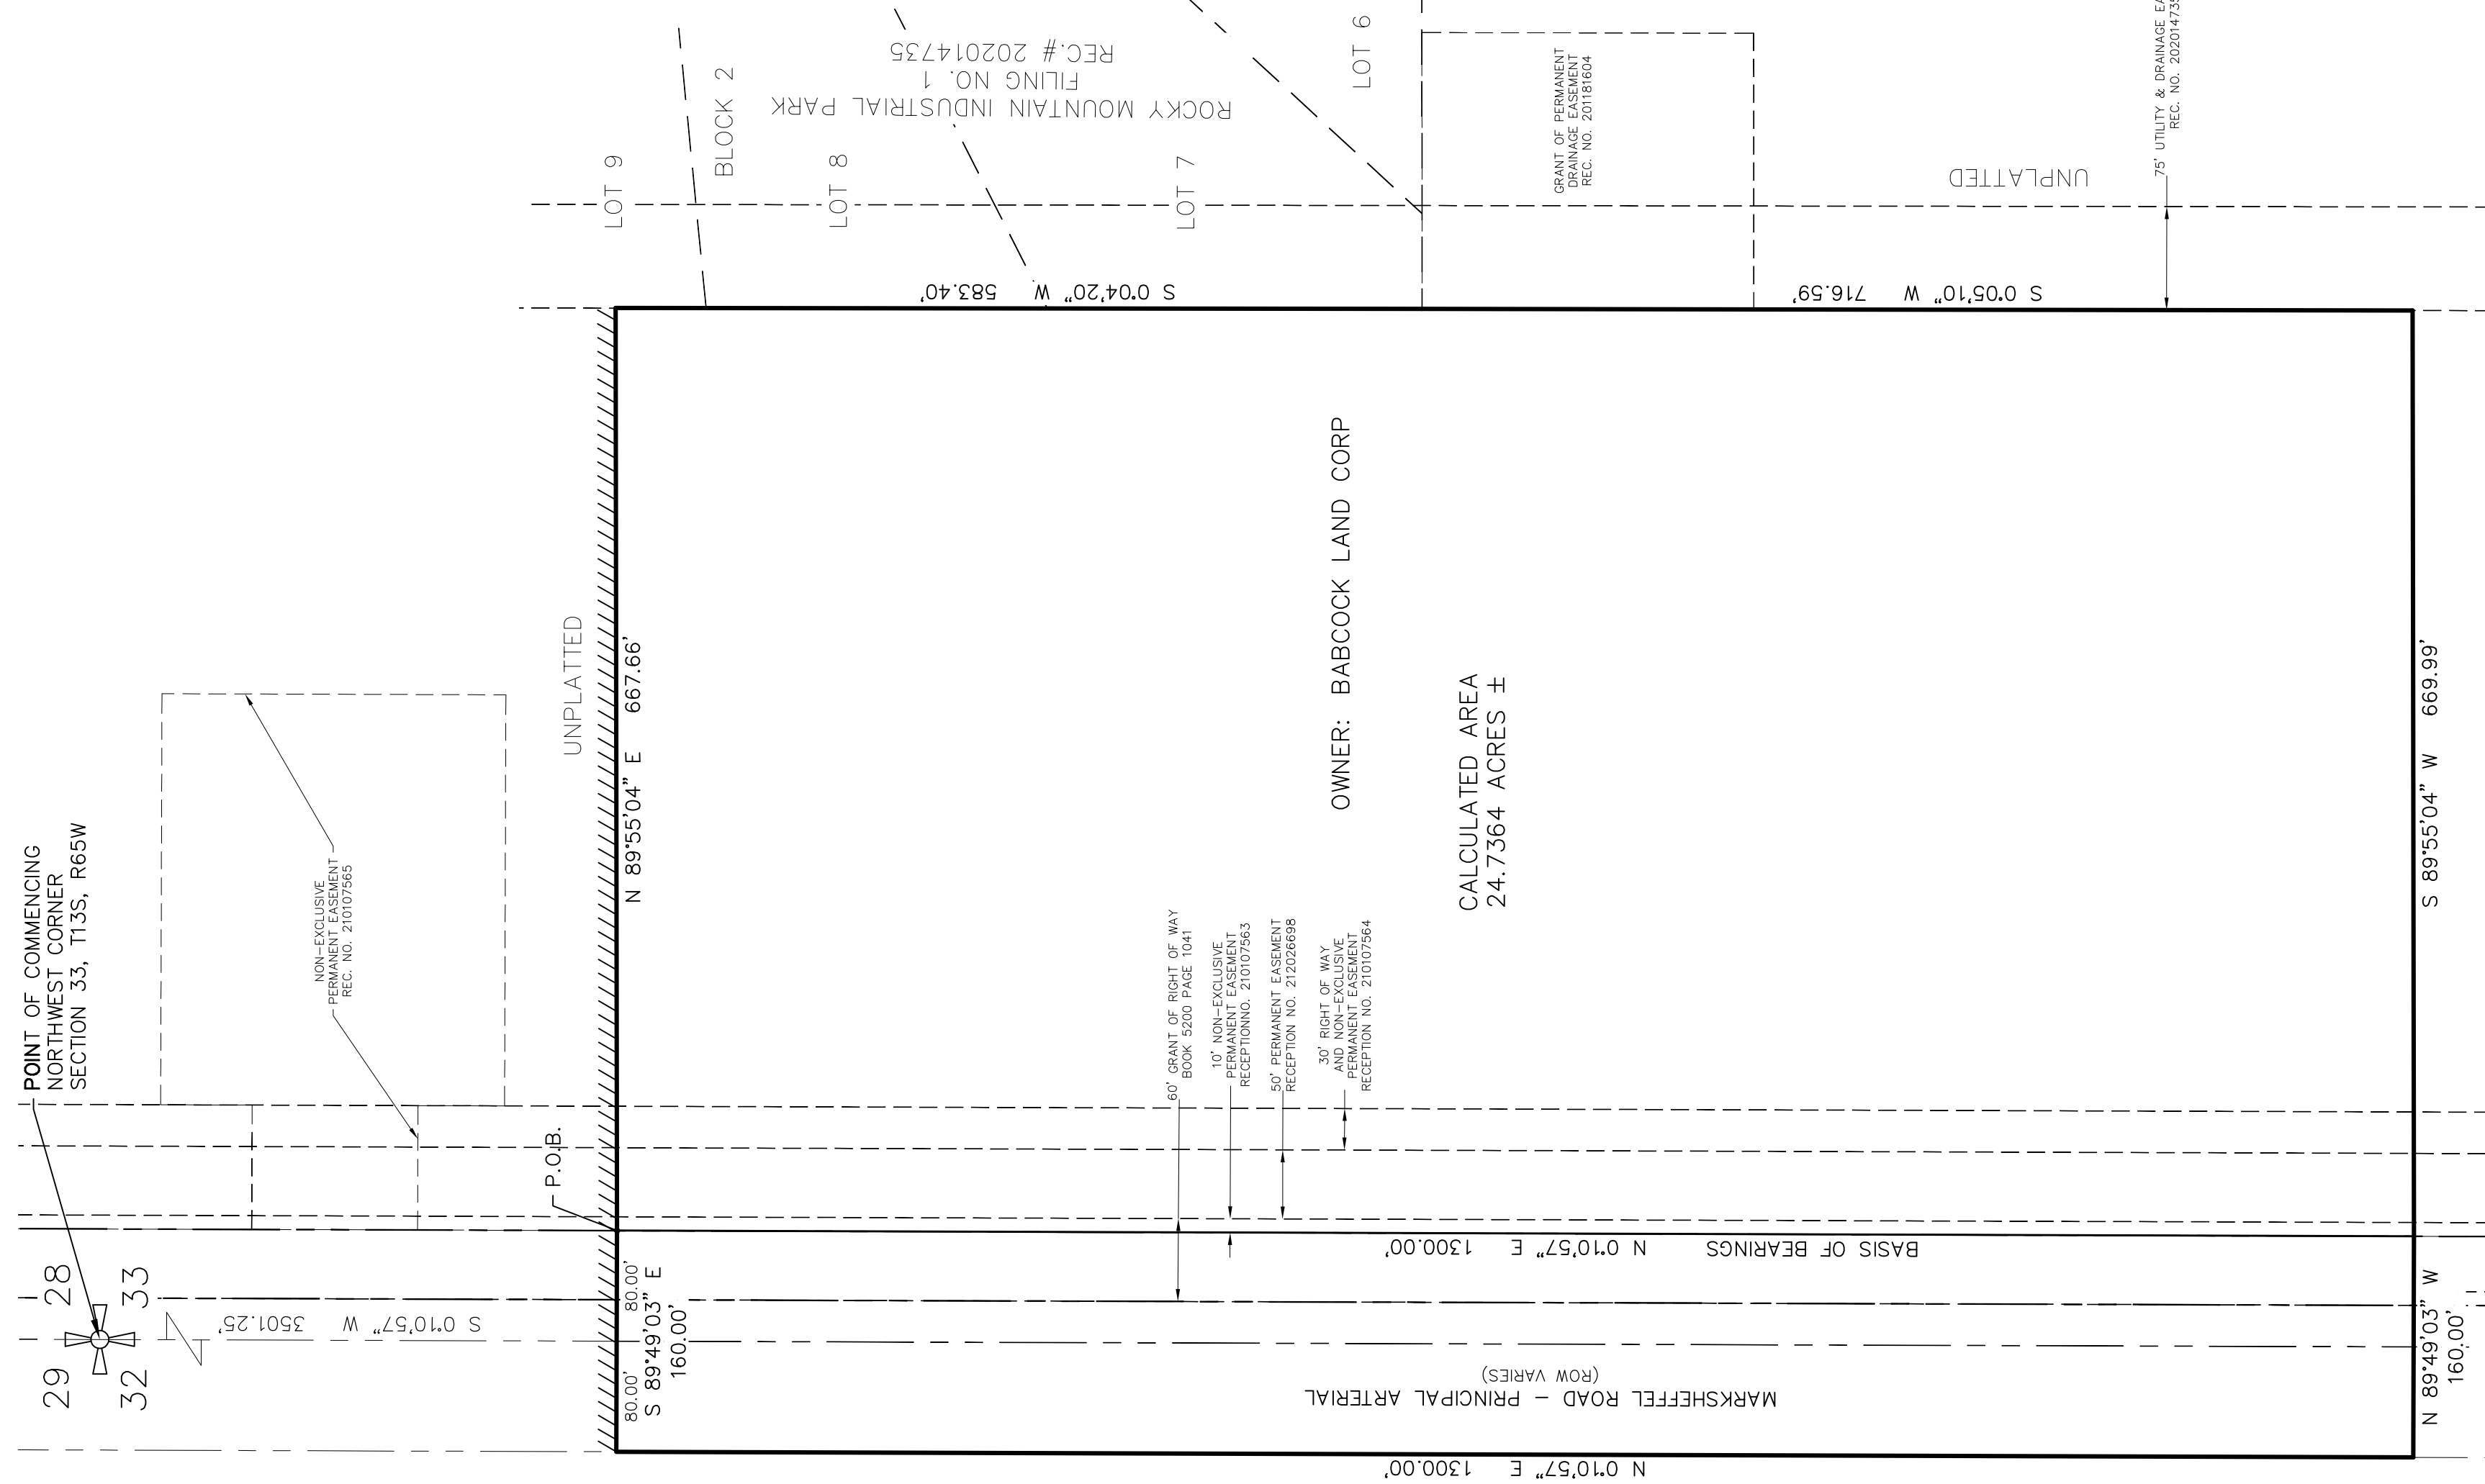 POINT OF COMMENCING
NORTHWEST CORNER
SECTION 33, T13S, R65W
29
28
32
33
S 0°10'57" W 3501.25'
NON-EXCLUSIVE
PERMANENT EASEMENT
REC. NO. 210107565
UNPLATTED
P.O.B.
N 89°55'04" E 667.66'
80.00'
80.00'
S 89°49'03" E
160.00'
LOT 9
BLOCK 2
LOT 8
ROCKY MOUNTAIN INDUSTRIAL PARK
FILING NO. 1
REC.# 202014735
LOT 7
LOT 6
S 0°04'20" W 583.40'
GRANT OF PERMANENT
DRAINAGE EASEMENT
REC. NO. 201181604
UNPLATTED
S 0°05'10" W 716.59'
75' UTILITY & DRAINAGE EA
REC. NO. 202014735
OWNER: BABCOCK LAND CORP
CALCULATED AREA
24.7364 ACRES ±
60' GRANT OF RIGHT OF WAY
BOOK 5200 PAGE 1041
10' NON-EXCLUSIVE
PERMANENT EASEMENT
RECEPTIONNO. 210107563
50' PERMANENT EASEMENT
RECEPTION NO. 212026698
30' RIGHT OF WAY
AND NON-EXCLUSIVE
PERMANENT EASEMENT
RECEPTION NO. 210107564
BASIS OF BEARINGS N 0°10'57" E 1300.00'
MARKSHEFFEL ROAD - PRINCIPAL ARTERIAL
(ROW VARIES)
N 0°10'57" E 1300.00'
S 89°55'04" W 669.99'
N 89°49'03" W
160.00'